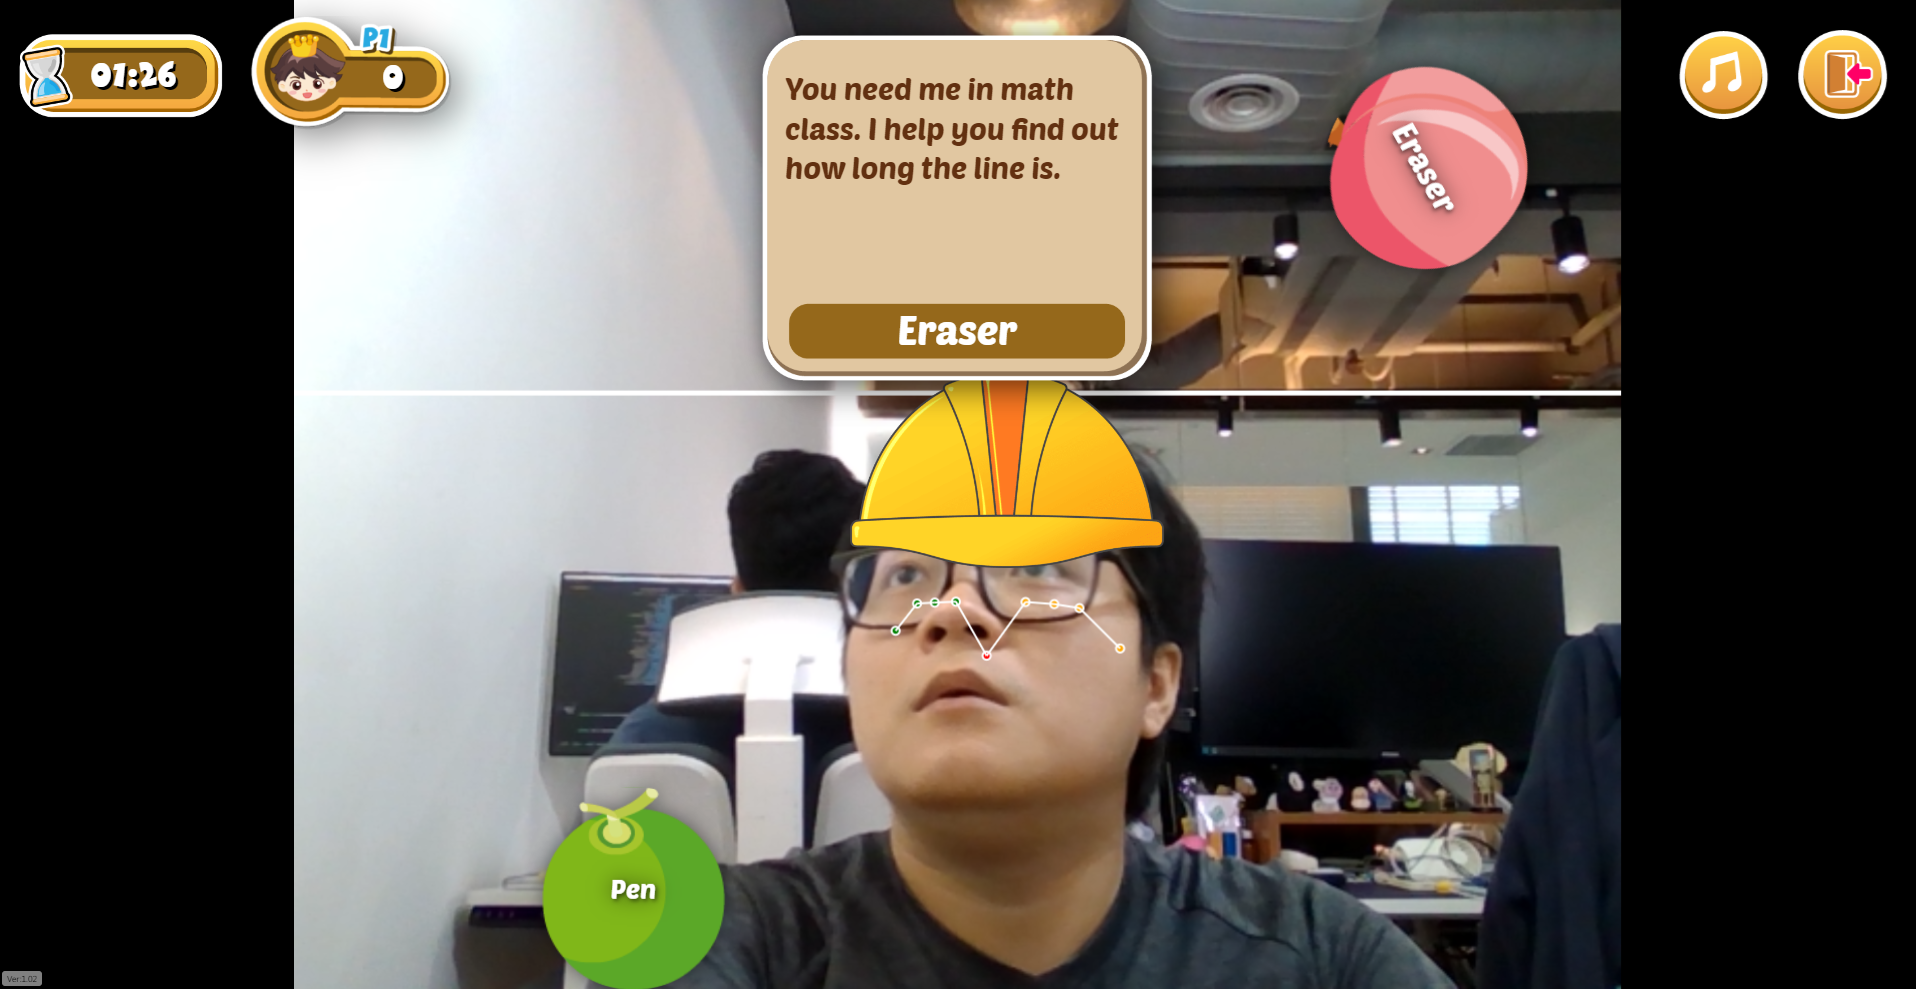 01:26
P1
0
You need me in math
class. I help you find out
how long the line is.
Eraser
Eraser
Pen
Ver:1.02